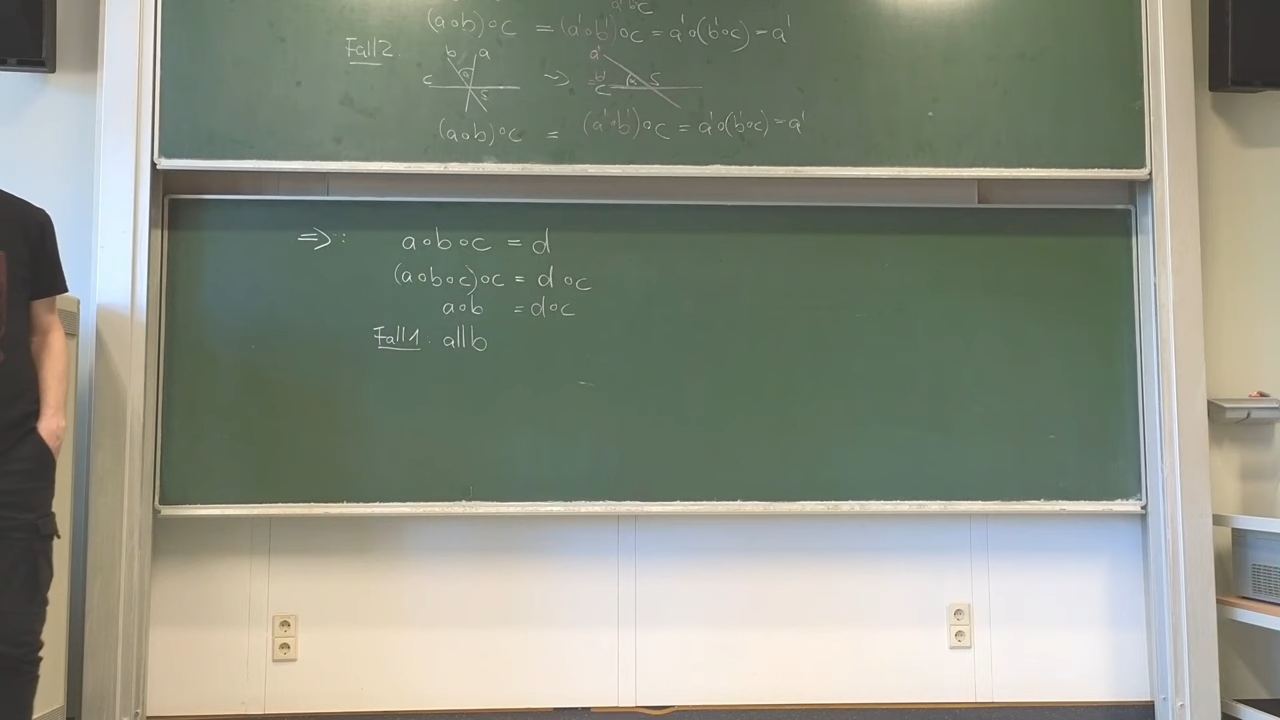 (a∘b)∘c = (a'∘b')∘c = a'∘(b'∘c) = a'
Fall 2.
b a
c
S
a'
S
c
(a∘b)∘c = (a'∘b')∘c = a'∘(b'∘c) = a'
=>": a∘b∘c = d
(a∘b∘c)∘c = d∘c
a∘b = d∘c
Fall 1. a||b